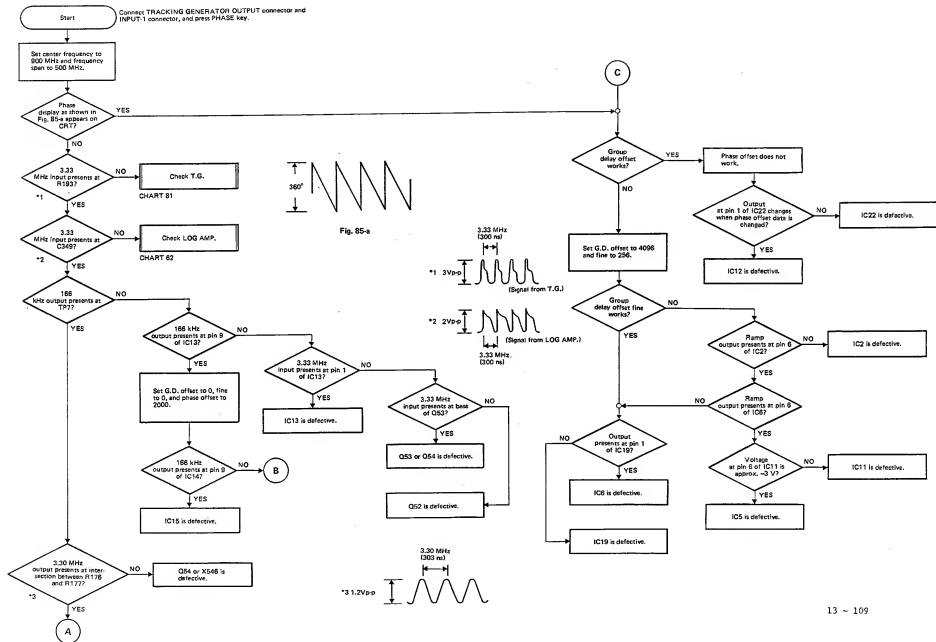 Start
Connect TRACKING GENERATOR OUTPUT connector and
INPUT-1 connector, and press PHASE key.
Set center frequency to
900 MHz and frequency
span to 500 MHz.
Phase
display as shown in
Fig. 85-a appears on
CRT?
YES
NO
3.33
MHz input presents at
R193?
*1
NO
Check T.G.
CHART 81
YES
3.33
MHz input presents at
C349?
*2
NO
Check LOG AMP.
CHART 62
YES
166
kHz output presents at
TP7?
NO
YES
166 kHz
output presents at pin 9
of IC13?
NO
YES
Set G.D. offset to 0, fine
to 0, and phase offset to
2000.
166 kHz
output presents at pin 9
of IC14?
NO
B
YES
IC15 is defective.
3.33 MHz
input presents at pin 1
of IC13?
NO
YES
IC13 is defective.
3.33 MHz
input presents at base
of Q53?
NO
YES
Q53 or Q54 is defective.
Q52 is defective.
3.30 MHz
output presents at inter-
section between R176
and R177?
*3
NO
Q54 or X546 is
defective.
YES
A
360°
Fig. 85-a
3.33 MHz
(300 ns)
*1 3Vp-p
(Signal from T.G.)
*2 2Vp-p
(Signal from LOG AMP.)
3.33 MHz
(300 ns)
3.30 MHz
(303 ns)
*3 1.2Vp-p
C
Group
delay offset
works?
YES
Phase offset does not
work.
NO
Output
at pin 1 of IC22 changes
when phase offset data is
changed?
NO
IC22 is defective.
YES
IC12 is defective.
Set G.D. offset to 4096
and fine to 256.
Group
delay offset fine
works?
NO
YES
Ramp
output presents at pin 6
of IC2?
NO
IC2 is defective.
YES
Ramp
output presents at pin 6
of IC6?
NO
YES
Voltage
at pin 6 of IC11 is
approx. -3 V?
NO
IC11 is defective.
YES
IC5 is defective.
Output
presents at pin 1
of IC19?
NO
YES
IC6 is defective.
IC19 is defective.
13 ~ 109